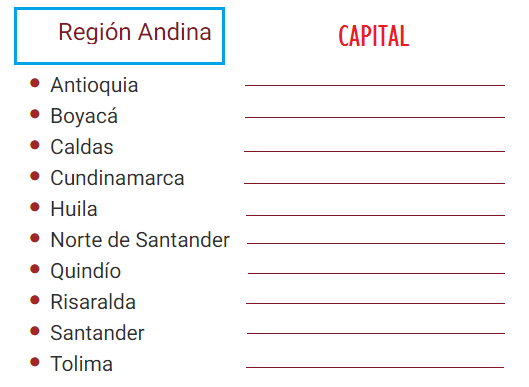 Región Andina
CAPITAL
Antioquia
Boyacá
Caldas
Cundinamarca
Huila
Norte de Santander
Quindío
Risaralda
Santander
Tolima